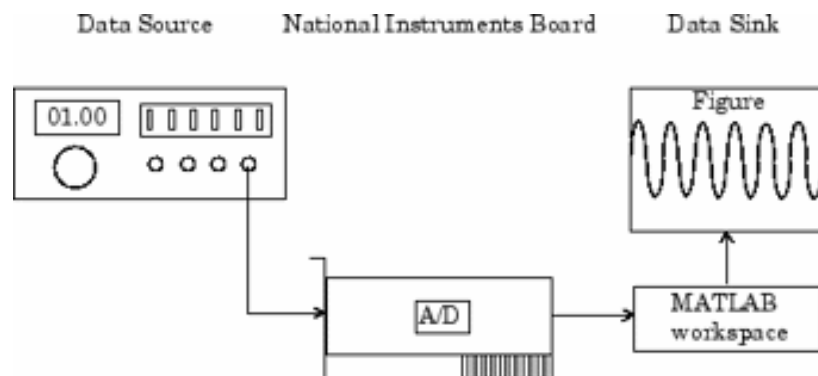 Data Source
National Instruments Board
Data Sink
01.00
Figure
A/D
MATLAB
workspace